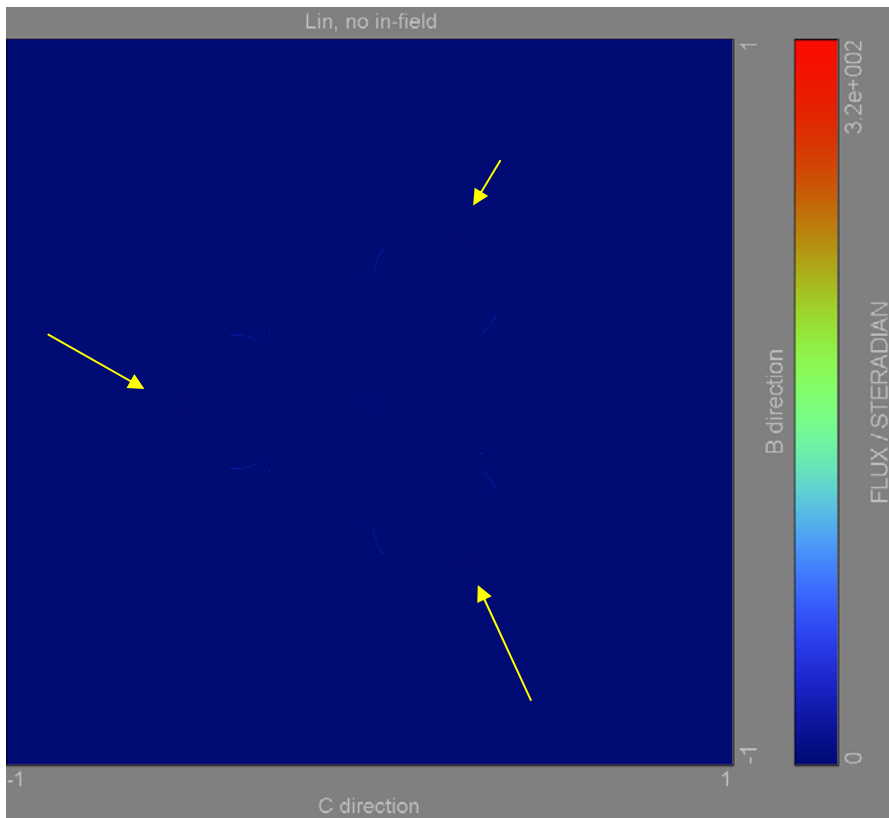 Lin, no in-field
1
3.2e+002
B direction
FLUX / STERADIAN
-1
0
-1
1
C direction